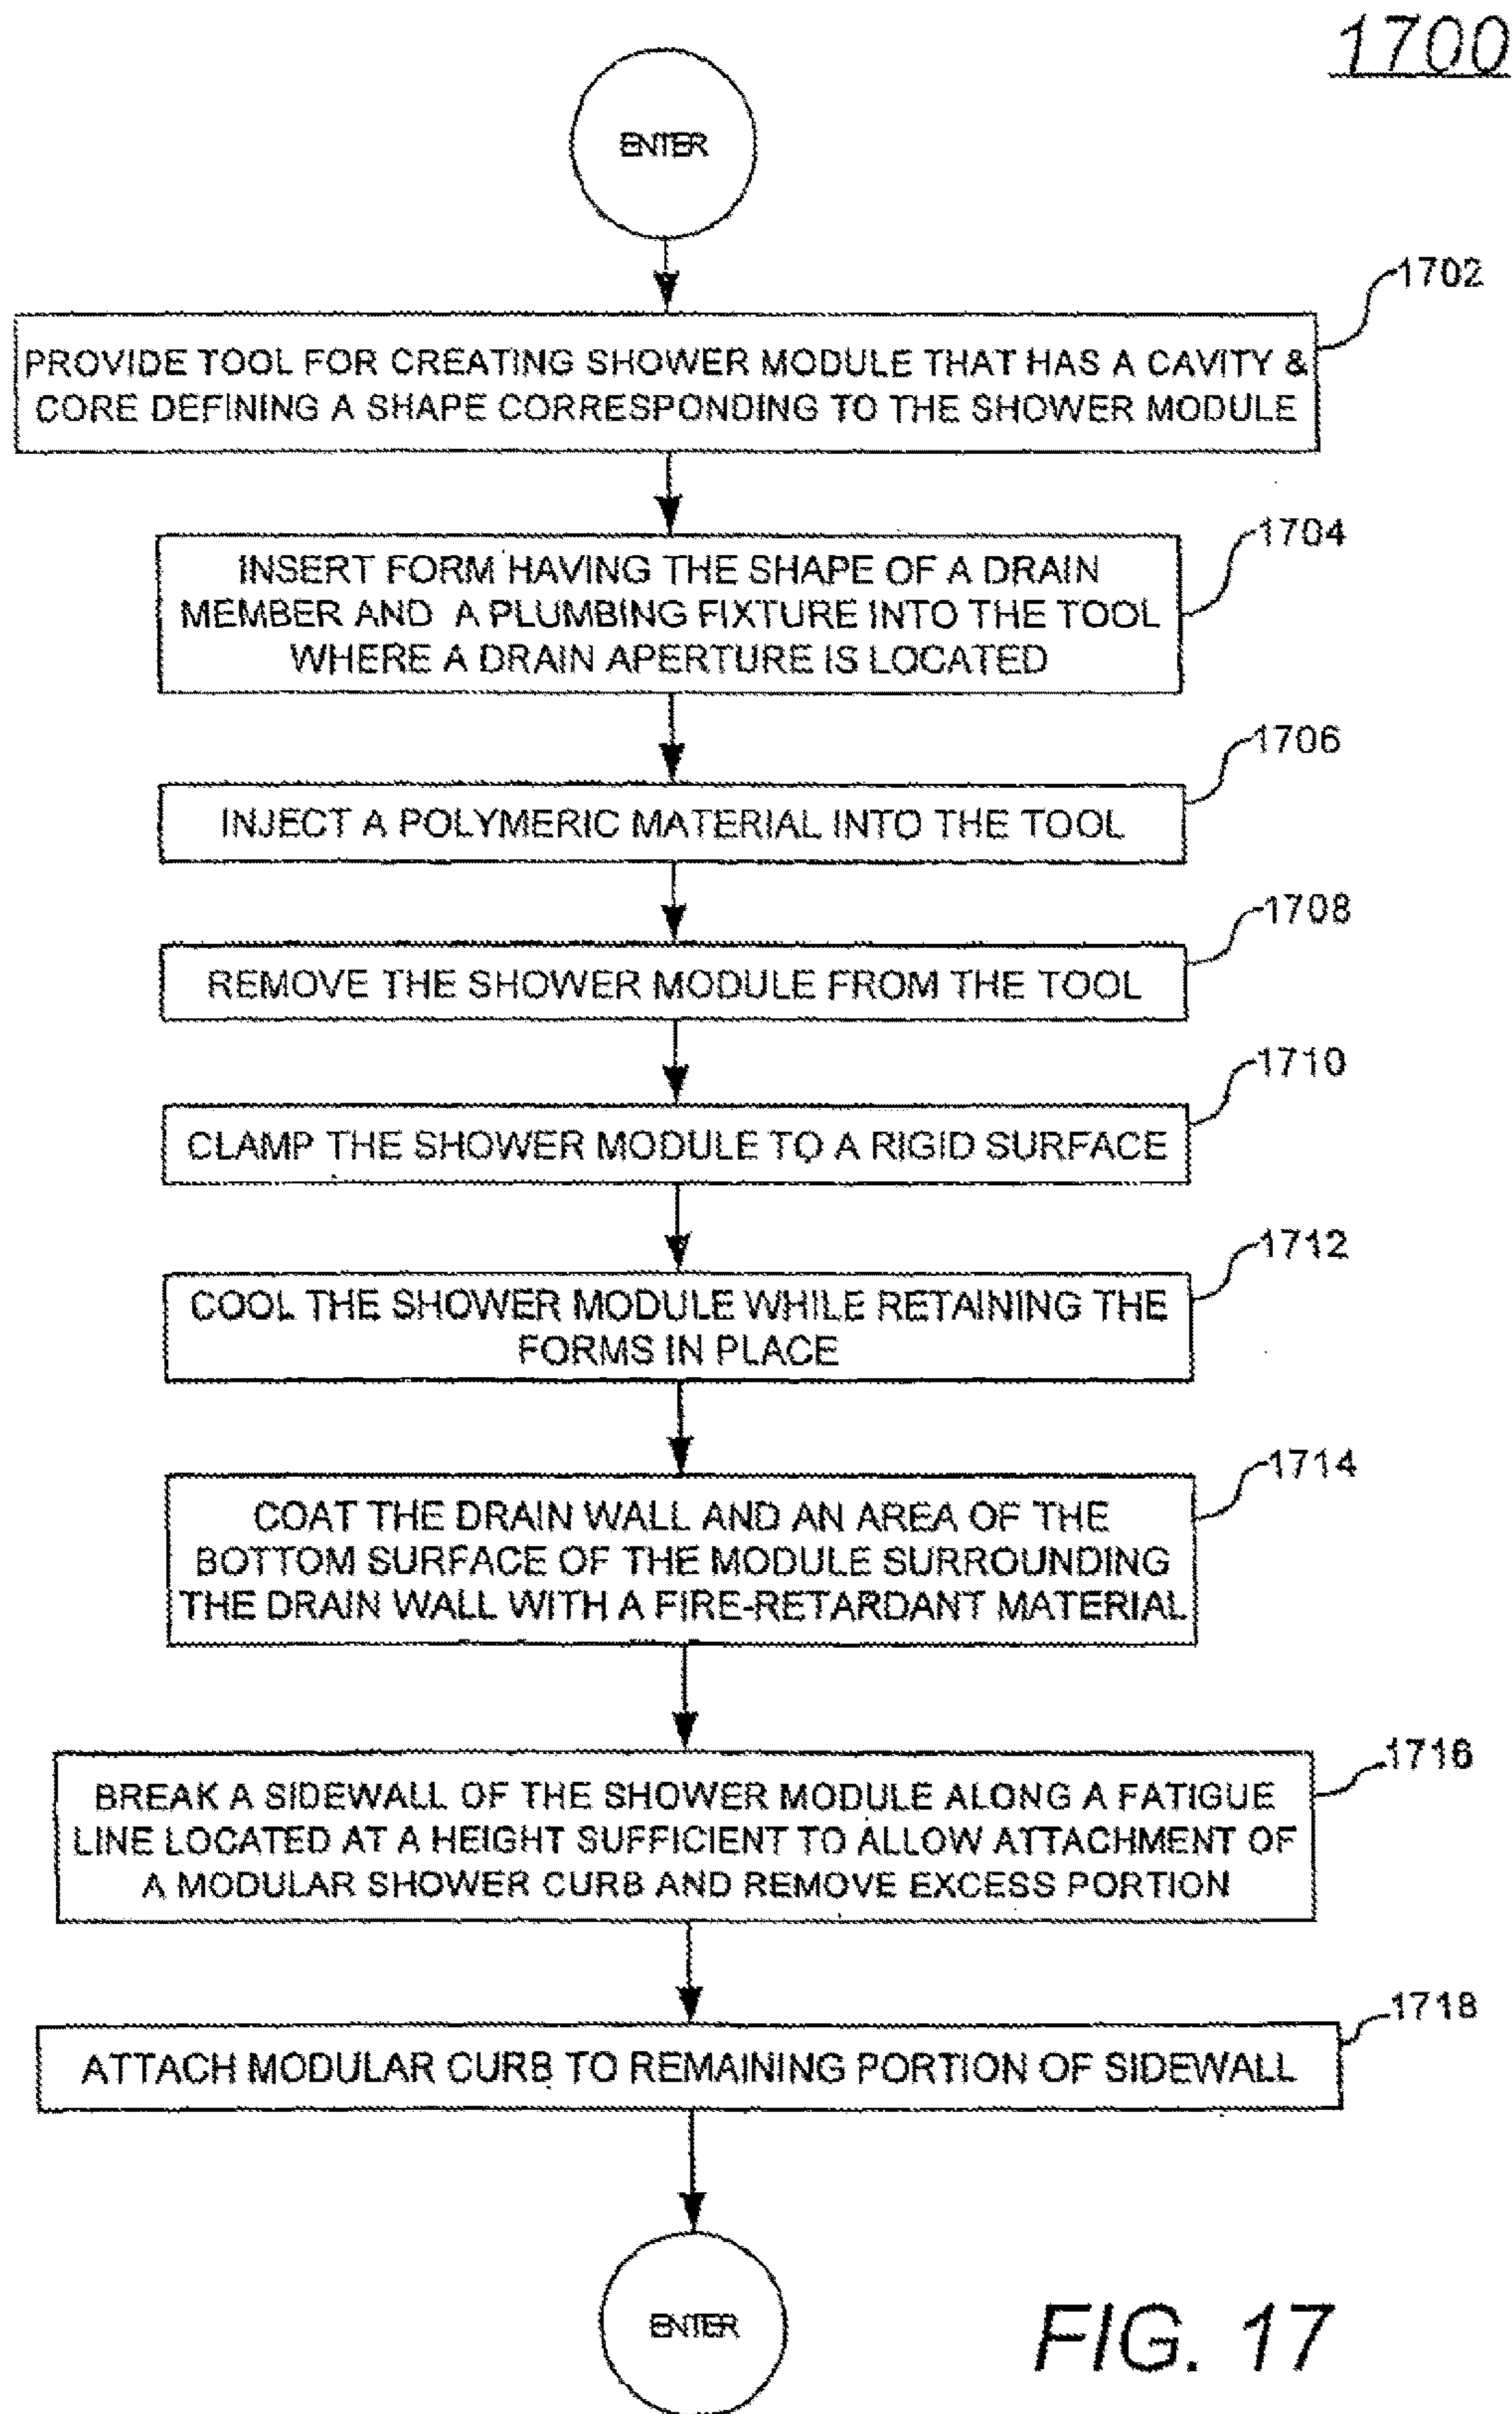 1700
ENTER
1702
PROVIDE TOOL FOR CREATING SHOWER MODULE THAT HAS A CAVITY &
CORE DEFINING A SHAPE CORRESPONDING TO THE SHOWER MODULE
1704
INSERT FORM HAVING THE SHAPE OF A DRAIN
MEMBER AND A PLUMBING FIXTURE INTO THE TOOL
WHERE A DRAIN APERTURE IS LOCATED
1706
INJECT A POLYMERIC MATERIAL INTO THE TOOL
1708
REMOVE THE SHOWER MODULE FROM THE TOOL
1710
CLAMP THE SHOWER MODULE TO A RIGID SURFACE
1712
COOL THE SHOWER MODULE WHILE RETAINING THE
FORMS IN PLACE
1714
COAT THE DRAIN WALL AND AN AREA OF THE
BOTTOM SURFACE OF THE MODULE SURROUNDING
THE DRAIN WALL WITH A FIRE-RETARDANT MATERIAL
1716
BREAK A SIDEWALL OF THE SHOWER MODULE ALONG A FATIGUE
LINE LOCATED AT A HEIGHT SUFFICIENT TO ALLOW ATTACHMENT OF
A MODULAR SHOWER CURB AND REMOVE EXCESS PORTION
1718
ATTACH MODULAR CURB TO REMAINING PORTION OF SIDEWALL
ENTER
FIG. 17